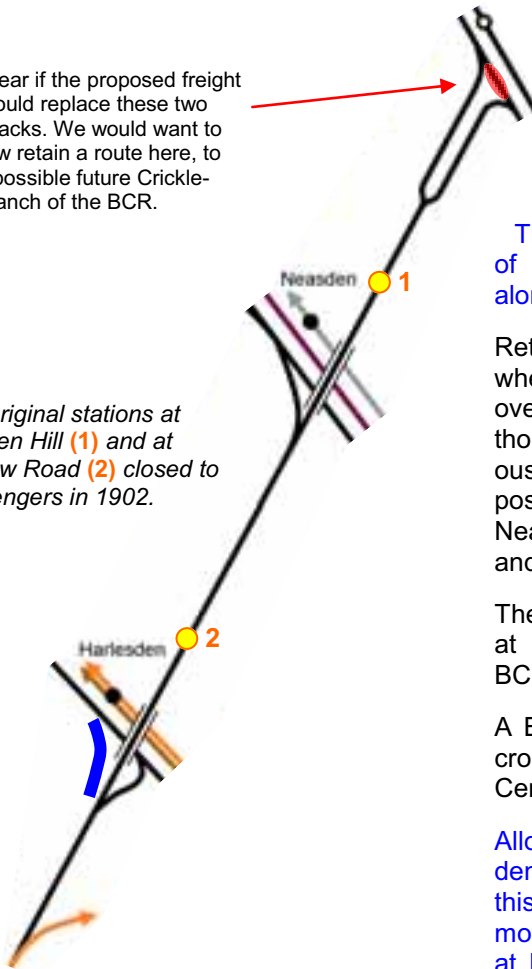 ear if the proposed freight
ould replace these two
acks. We would want to
w retain a route here, to
possible future Crickle-
anch of the BCR.
Neasden
1
riginal stations at
en Hill (1) and at
w Road (2) closed to
engers in 1902.
Harlesden
2
T
of
alon
Ret
whe
ove
tho
ous
pos
Nea
and
The
at
BC
A E
cro
Cer
Allo
der
this
mo
at